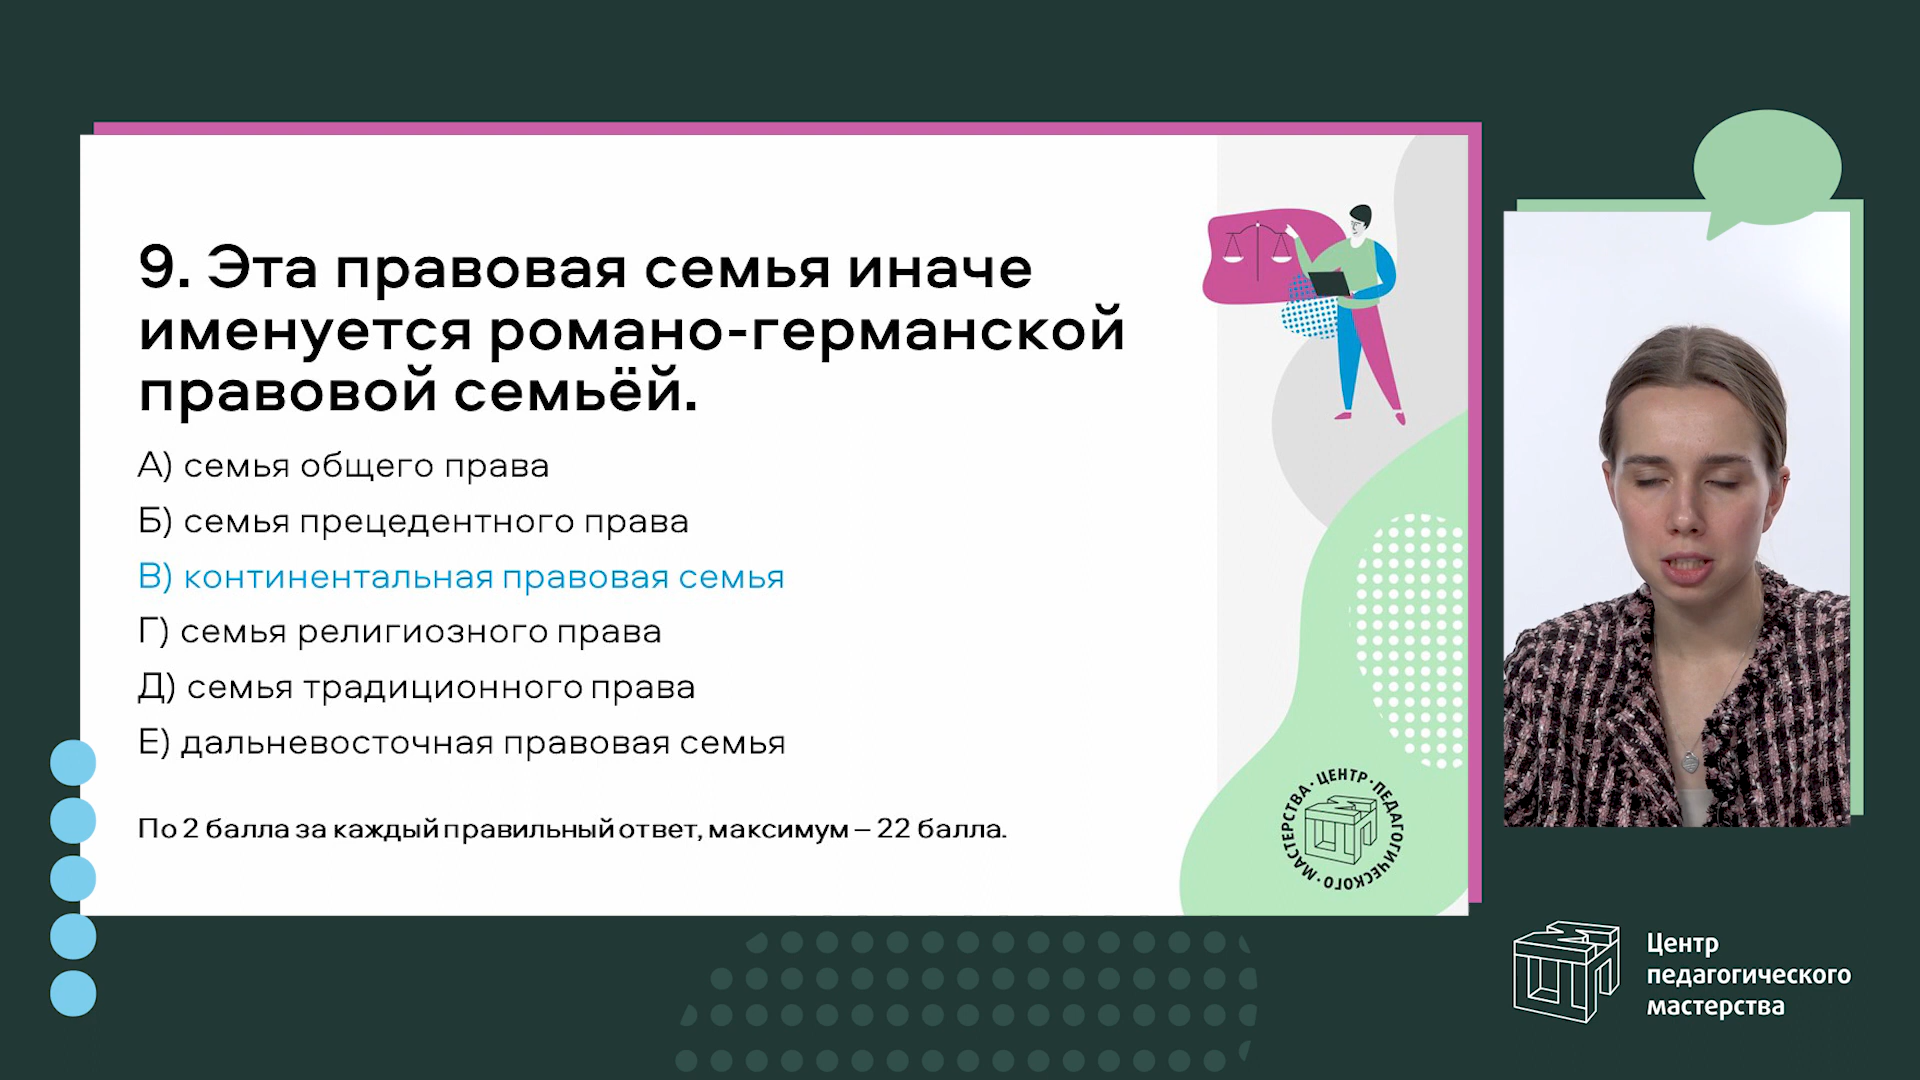 9. Эта правовая семья иначе
именуется романо-германской
правовой семьёй.
А) семья общего права
Б) семья прецедентного права
В) континентальная правовая семья
Г) семья религиозного права
Д) семья традиционного права
Е) дальневосточная правовая семья
По 2 балла за каждый правильный ответ, максимум – 22 балла.
ЦЕНТР · ПЕДАГОГИЧЕСКОГО · МАСТЕРСТВА ·
Центр
педагогического
мастерства